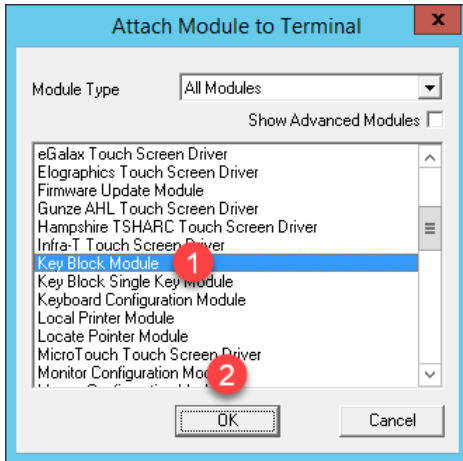 Attach Module to Terminal
x
Module Type
All Modules
Show Advanced Modules
eGalax Touch Screen Driver
Elographics Touch Screen Driver
Firmware Update Module
Gunze AHL Touch Screen Driver
Hampshire TSHARC Touch Screen Driver
Infra-T Touch Screen Driver
Key Block Module
1
Key Block Single Key Module
Keyboard Configuration Module
Local Printer Module
Locate Pointer Module
MicroTouch Touch Screen Driver
Monitor Configuration
2
OK
Cancel